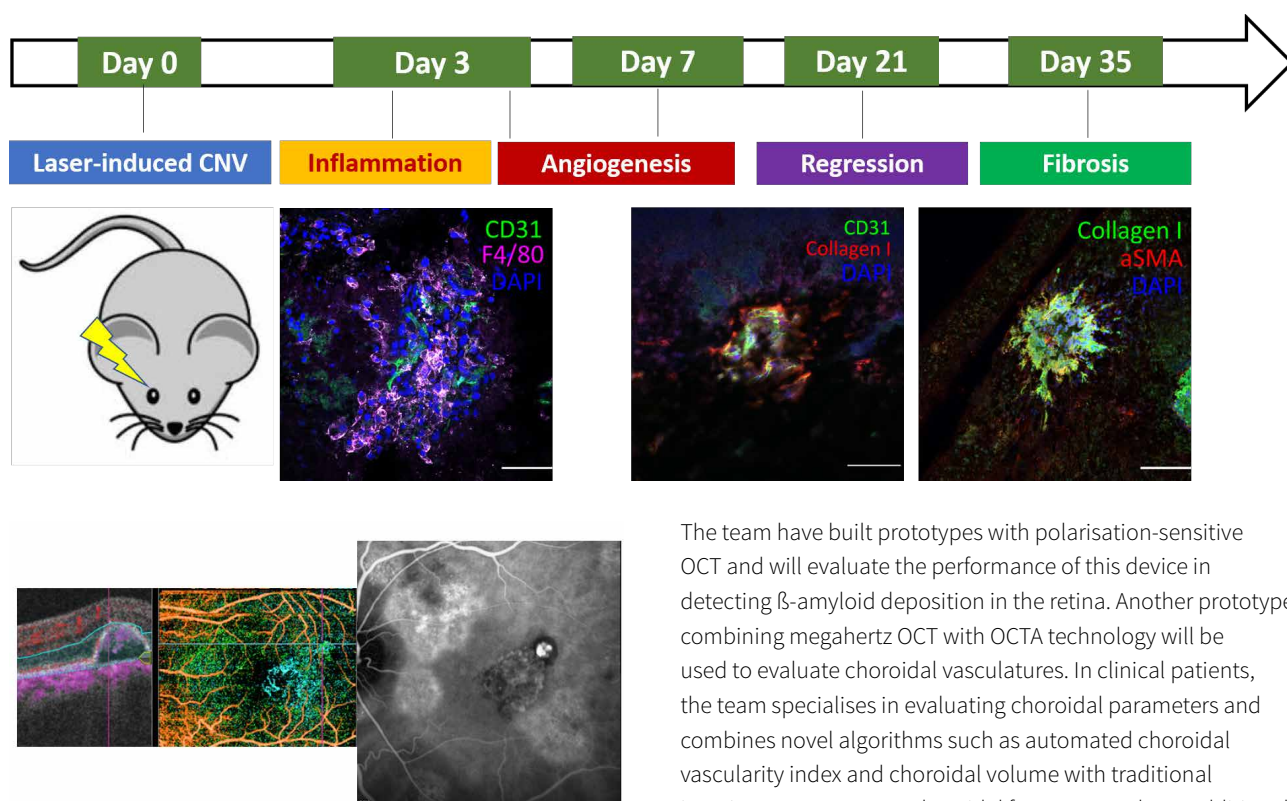 Day 0
Day 3
Day 7
Day 21
Day 35
Laser-induced CNV
Inflammation
Angiogenesis
Regression
Fibrosis
CD31
F4/80
DAPI
CD31
Collagen I
DAPI
Collagen I
aSMA
DAPI
The team have built prototypes with polarisation-sensitive
OCT and will evaluate the performance of this device in
detecting ß-amyloid deposition in the retina. Another prototype
combining megahertz OCT with OCTA technology will be
used to evaluate choroidal vasculatures. In clinical patients,
the team specialises in evaluating choroidal parameters and
combines novel algorithms such as automated choroidal
vascularity index and choroidal volume with traditional